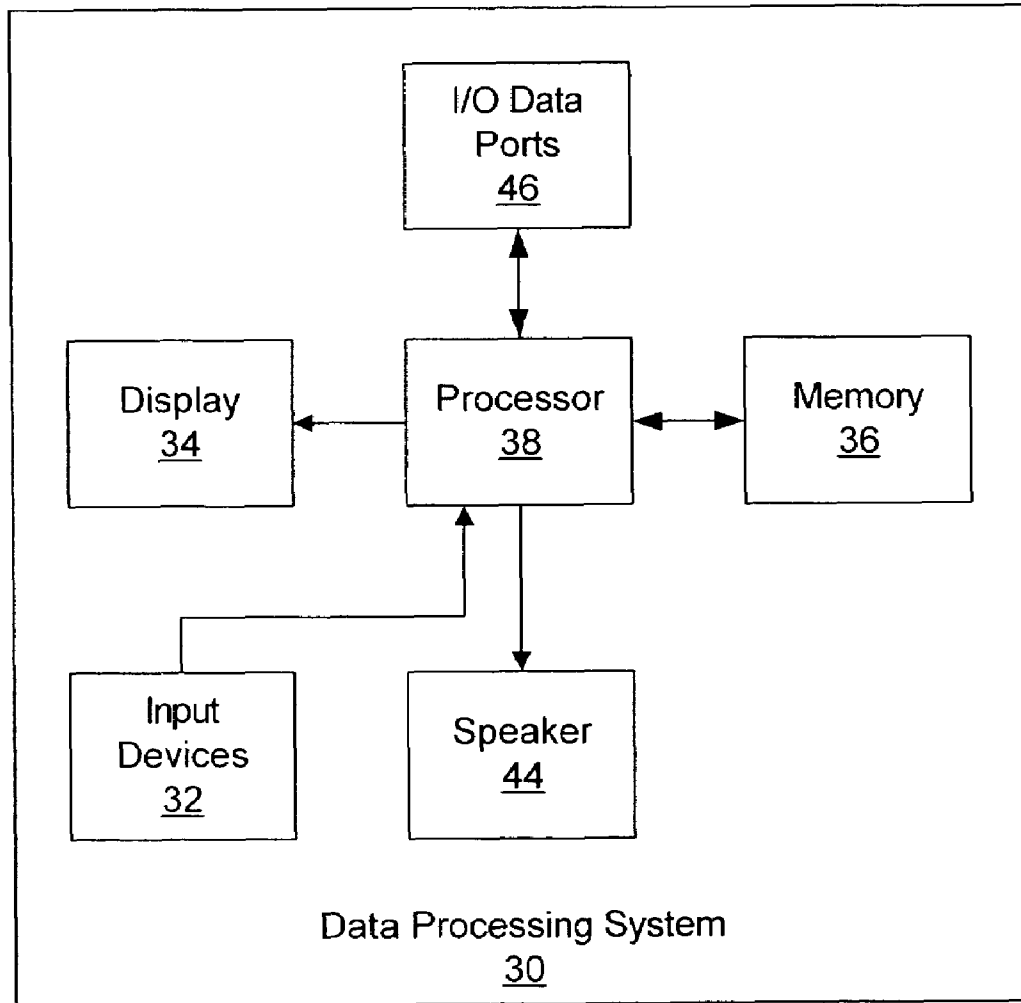 I/O Data
Ports
46
Display
34
Processor
38
Memory
36
Input
Devices
32
Speaker
44
Data Processing System
30